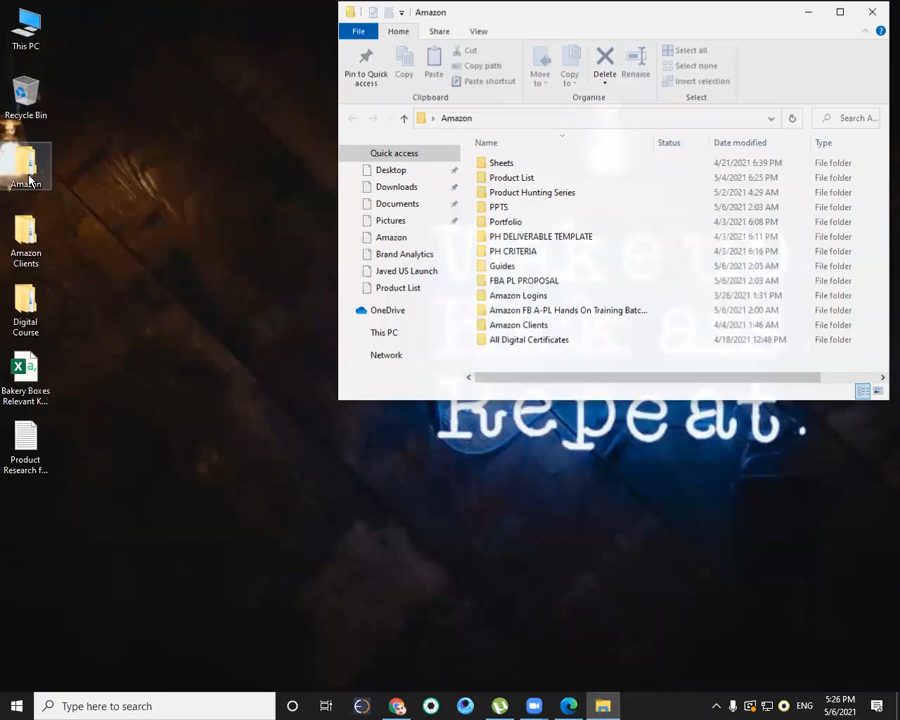 This PC
Recycle Bin
Amazon
Amazon
Clients
Digital
Course
Bakery Boxes
Relevant K...
Product
Research f...
Amazon
File
Home
Share
View
Pin to Quick
access
Copy
Paste
Cut
Copy path
Paste shortcut
Clipboard
Move
to
Copy
to
Delete
Rename
Organise
Select all
Select none
Invert selection
Select
Amazon
Search A...
Quick access
Desktop
Downloads
Documents
Pictures
Amazon
Brand Analytics
Javed US Launch
Product List
OneDrive
This PC
Network
Name Status Date modified Type
Sheets 4/21/2021 6:39 PM File folder
Product List 5/4/2021 6:25 PM File folder
Product Hunting Series 5/2/2021 4:29 AM File folder
PPTS 5/6/2021 2:03 AM File folder
Portfolio 4/3/2021 6:08 PM File folder
PH DELIVERABLE TEMPLATE 4/3/2021 6:11 PM File folder
PH CRITERIA 4/3/2021 6:16 PM File folder
Guides 5/6/2021 2:05 AM File folder
FBA PL PROPOSAL 5/6/2021 2:03 AM File folder
Amazon Logins 3/26/2021 1:31 PM File folder
Amazon FB A-PL Hands On Training Batc... 5/6/2021 2:00 AM File folder
Amazon Clients 4/4/2021 1:46 AM File folder
All Digital Certificates 4/18/2021 12:48 PM File folder
Repeat.
Type here to search
ENG
5:26 PM
5/6/2021